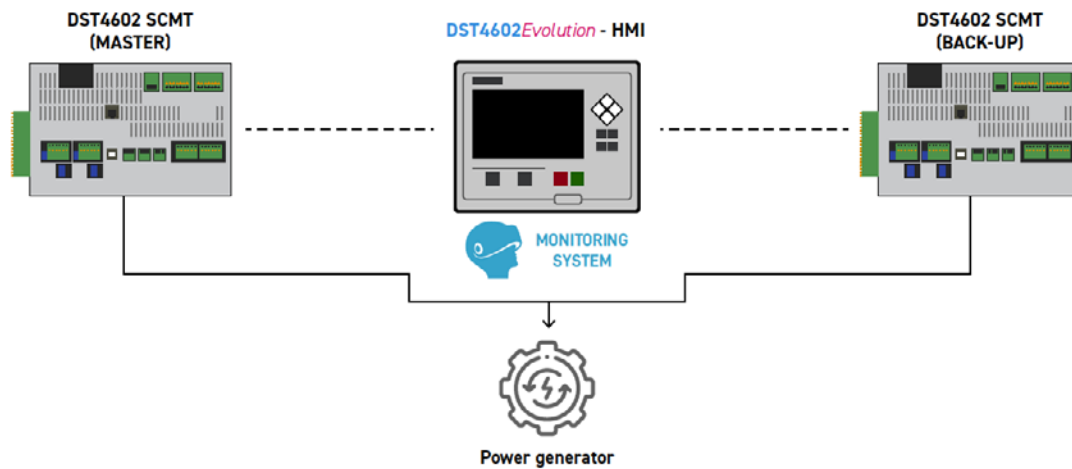 DST4602 SCMT
(MASTER)
DST4602Evolution - HMI
DST4602 SCMT
(BACK-UP)
MONITORING
SYSTEM
Power generator